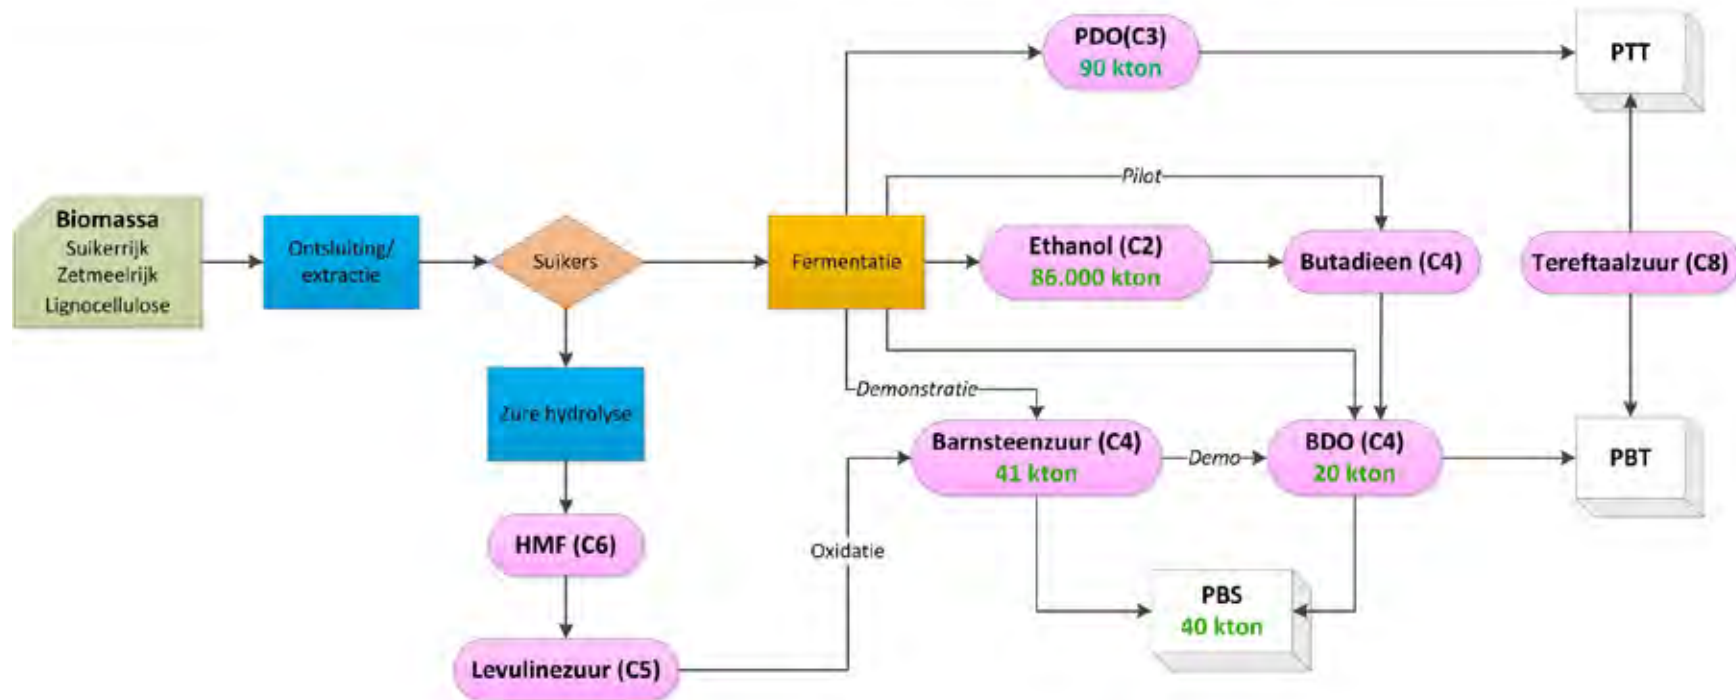 PDO(C3)
90 kton
PTT
Pilot
Biomassa
Suikerrijk
Zetmeelrijk
Lignocellulose
Ontsluiting/
extractie
Suikers
Fermentatie
Ethanol (C2)
86.000 kton
Butadieen (C4)
Tereftaalzuur (C8)
Zure hydrolyse
Demonstratie
Barnsteenzuur (C4)
41 kton
Demo
BDO (C4)
20 kton
PBT
HMF (C6)
Oxidatie
PBS
40 kton
Levulinezuur (C5)